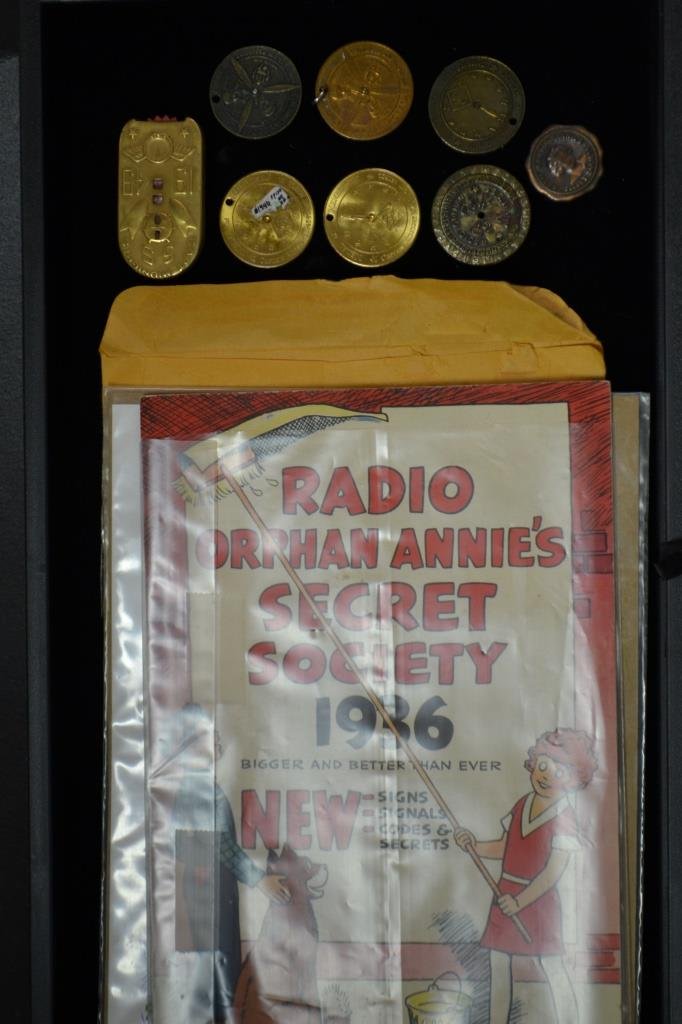 RADIO
ORPHAN ANNIE'S
SECRET
SOCIETY
1936
BIGGER AND BETTER THAN EVER
NEW
SIGNS
SIGNALS
CODES &
SECRETS